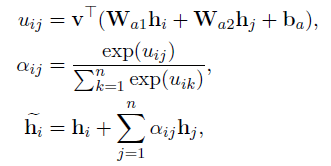 u_{ij} = \mathbf{v}^\top(\mathbf{W}_{a1}\mathbf{h}_i + \mathbf{W}_{a2}\mathbf{h}_j + \mathbf{b}_a),
\alpha_{ij} = \frac{\exp(u_{ij})}{\sum_{k=1}^{n} \exp(u_{ik})},
\widetilde{\mathbf{h}}_i = \mathbf{h}_i + \sum_{j=1}^{n} \alpha_{ij}\mathbf{h}_j,